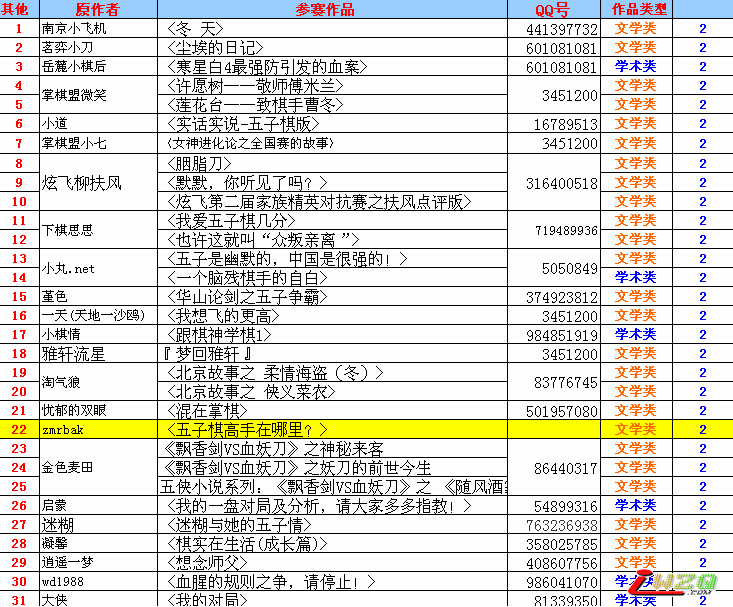 其他 原作者 参赛作品 QQ号 作品类型
1 南京小飞机 〈冬 天〉 441397732 文学类 2
2 茗弈小刀 〈尘埃的日记〉 601081081 文学类 2
3 岳麓小棋后 〈寒星白4最强防引发的血案〉 601081081 学术类 2
4 掌棋盟微笑 〈许愿树一一敬师傅米兰〉 3451200 文学类 2
5 〈莲花台一一致棋手曹冬〉 文学类 2
6 小道 〈实话实说-五子棋版〉 16789513 文学类 2
7 掌棋盟小七 〈女神进化论之全国赛的故事〉 3451200 文学类 2
8 〈胭脂刀〉 文学类 2
9 炫飞柳扶风 〈默默，你听见了吗？〉 316400518 文学类 2
10 〈炫飞第二届家族精英对抗赛之扶风点评版〉 文学类 2
11 下棋思思 〈我爱五子棋几分〉 719489936 文学类 2
12 〈也许这就叫“众叛亲离 ”〉 文学类 2
13 小丸.net 〈五子是幽默的，中国是很强的！〉 5050849 文学类 2
14 〈一个脑残棋手的自白〉 学术类 2
15 堇色 〈华山论剑之五子争霸〉 374923812 文学类 2
16 一天(天地一沙鸥) 〈我想飞的更高〉 3451200 文学类 2
17 小棋情 〈跟棋神学棋1〉 984851919 学术类 2
18 雅轩流星 『 梦回雅轩 』 3451200 文学类 2
19 淘气狼 〈北京故事之 柔情海盗（冬）〉 83776745 文学类 2
20 〈北京故事之 侠义菜农〉 文学类 2
21 忧郁的双眼 〈混在掌棋〉 501957080 文学类 2
22 zmrbak 〈五子棋高手在哪里？〉 文学类 2
23 《飘香剑VS血妖刀》之神秘来客 文学类 2
24 金色麦田 《飘香剑VS血妖刀》之妖刀的前世今生 86440317 文学类 2
25 五侠小说系列：《飘香剑VS血妖刀》之 《随风酒 文学类 2
26 启蒙 〈我的一盘对局及分析，请大家多多指教！〉 54899316 学术类 2
27 迷糊 〈迷糊与她的五子情〉 763236938 文学类 2
28 凝馨 〈棋实在生活(成长篇)〉 358025785 文学类 2
29 逍遥一梦 〈想念师父〉 408607756 文学类 2
30 wd1988 〈血腥的规则之争，请停止！〉 986041070 学术类 2
31 大侠 〈我的对局〉 81339350 学术类 2